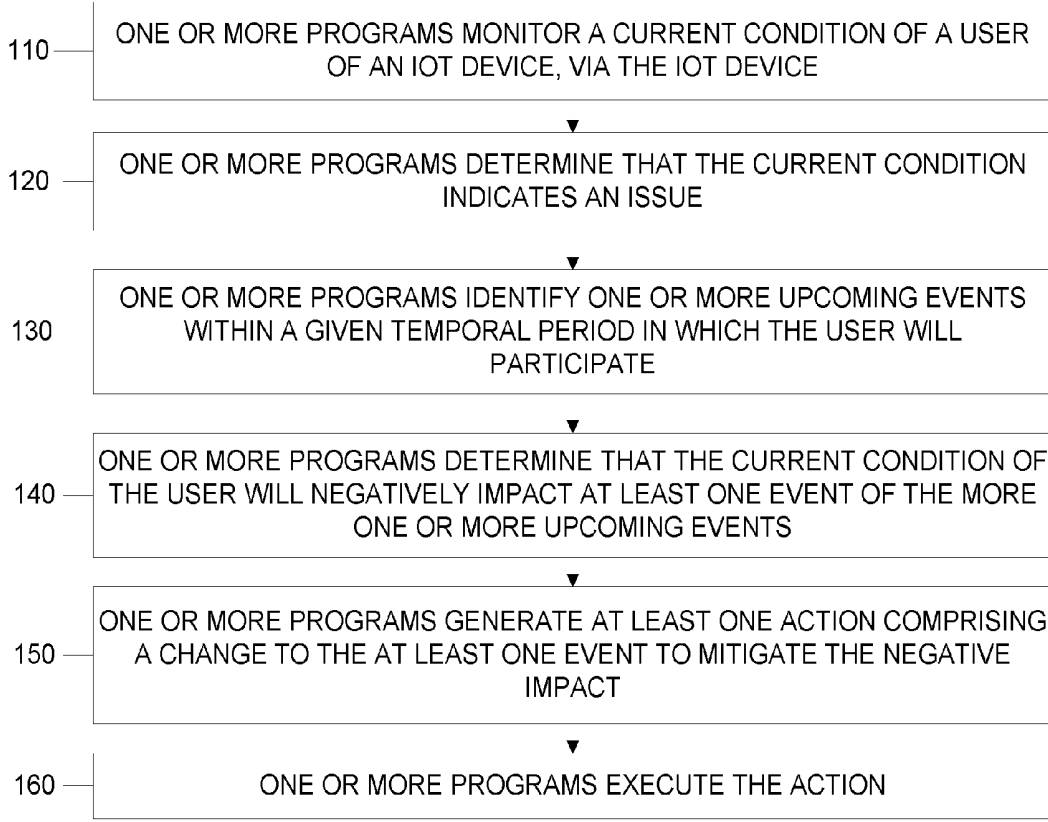 110
ONE OR MORE PROGRAMS MONITOR A CURRENT CONDITION OF A USER
OF AN IOT DEVICE, VIA THE IOT DEVICE
120
ONE OR MORE PROGRAMS DETERMINE THAT THE CURRENT CONDITION
INDICATES AN ISSUE
130
ONE OR MORE PROGRAMS IDENTIFY ONE OR MORE UPCOMING EVENTS
WITHIN A GIVEN TEMPORAL PERIOD IN WHICH THE USER WILL
PARTICIPATE
140
ONE OR MORE PROGRAMS DETERMINE THAT THE CURRENT CONDITION OF
THE USER WILL NEGATIVELY IMPACT AT LEAST ONE EVENT OF THE MORE
ONE OR MORE UPCOMING EVENTS
150
ONE OR MORE PROGRAMS GENERATE AT LEAST ONE ACTION COMPRISING
A CHANGE TO THE AT LEAST ONE EVENT TO MITIGATE THE NEGATIVE
IMPACT
160
ONE OR MORE PROGRAMS EXECUTE THE ACTION